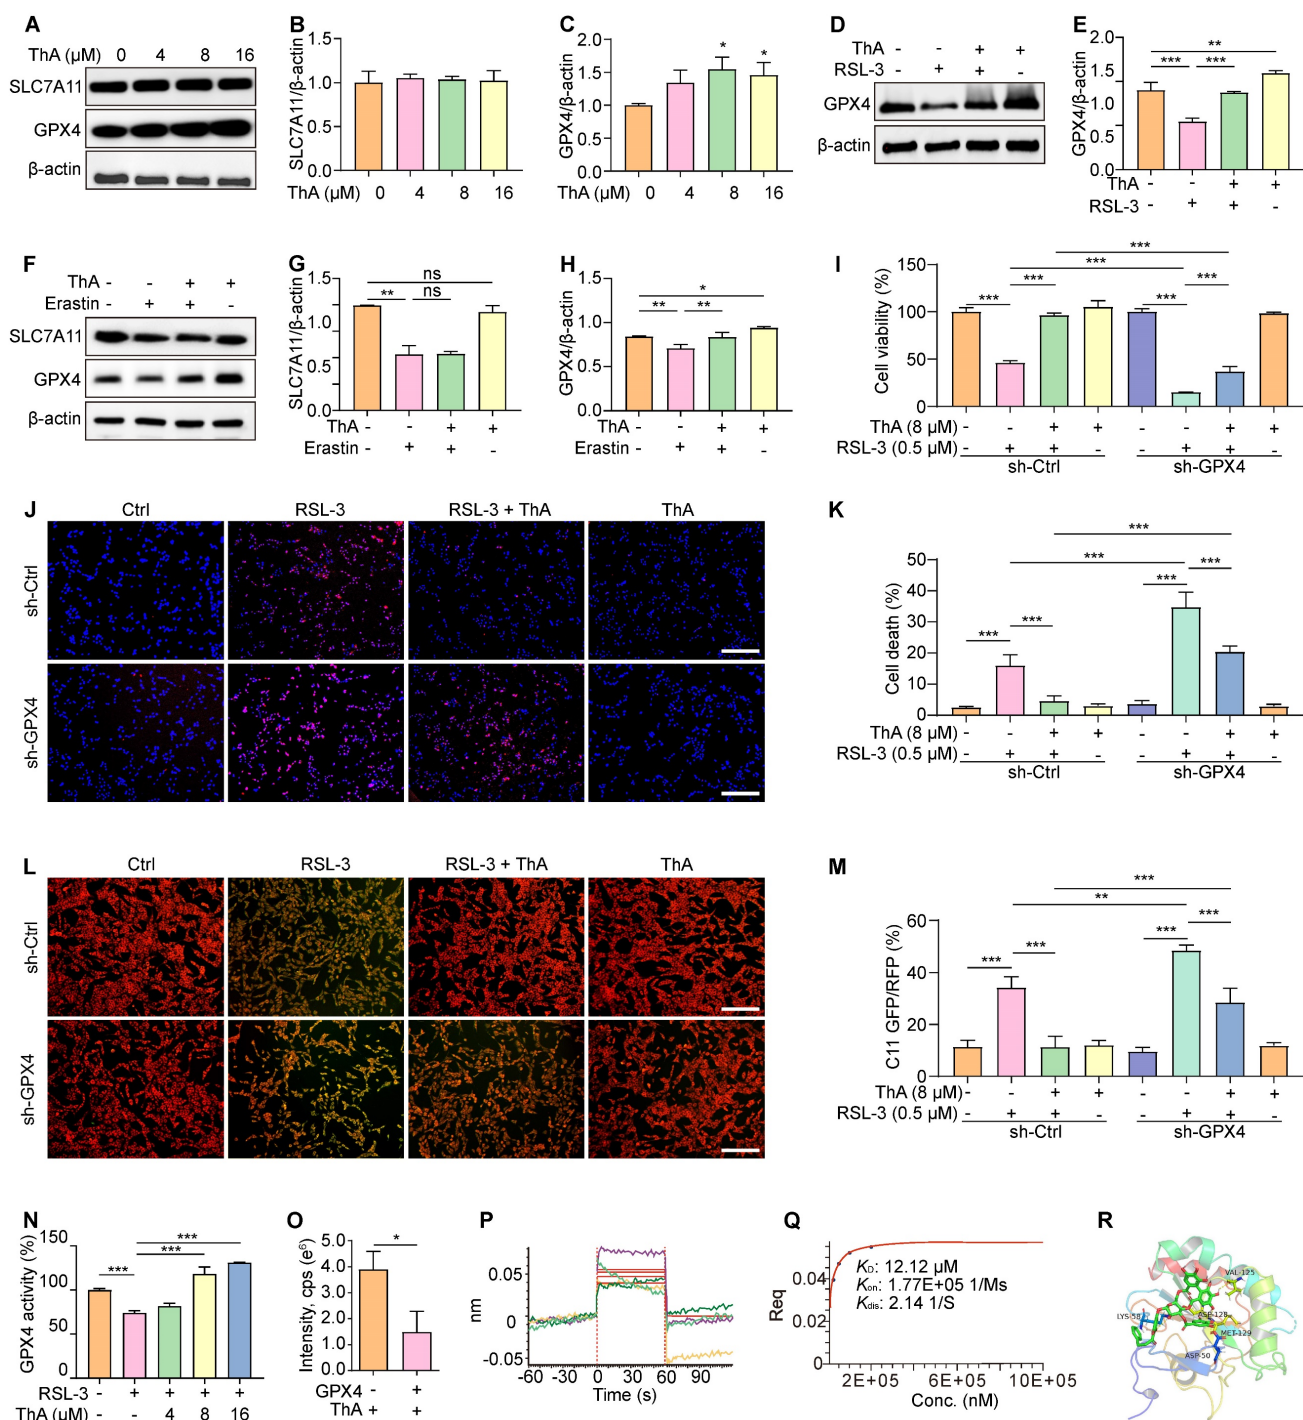 A
ThA (μM) 0 4 8 16
SLC7A11
GPX4
β-actin
B
SLC7A11/β-actin
1.5
1.0
0.5
0.0
ThA (μM) 0 4 8 16
C
GPX4/β-actin
2.0
1.5
1.0
0.5
0.0
* *
ThA (μM) 0 4 8 16
D
ThA - - + +
RSL-3 - + + -
GPX4
β-actin
E
GPX4/β-actin
2.0
1.5
1.0
0.5
0.0
**
*** ***
ThA - - + +
RSL-3 - + + -
F
ThA - - + +
Erastin - + + -
SLC7A11
GPX4
β-actin
G
SLC7A11/β-actin
1.5
1.0
0.5
0.0
ns
** ns
ThA - - + +
Erastin - + + -
H
GPX4/β-actin
1.5
1.0
0.5
0.0
*
** **
ThA - - + +
Erastin - + + -
I
Cell viability (%)
150
100
50
0
***
***
*** *** *** ***
ThA (8 μM) - - + + - - + +
RSL-3 (0.5 μM) - + + - - + + -
sh-Ctrl sh-GPX4
J
Ctrl RSL-3 RSL-3 + ThA ThA
sh-Ctrl
sh-GPX4
K
Cell death (%)
50
40
30
20
10
0
***
***
*** *** *** ***
ThA (8 μM) - - + + - - + +
RSL-3 (0.5 μM) - + + - - + + -
sh-Ctrl sh-GPX4
L
Ctrl RSL-3 RSL-3 + ThA ThA
sh-Ctrl
sh-GPX4
M
C11 GFP/RFP (%)
60
40
20
0
***
**
*** *** *** ***
ThA (8 μM) - - + + - - + +
RSL-3 (0.5 μM) - + + - - + + -
sh-Ctrl sh-GPX4
N
GPX4 activity (%)
150
100
50
0
***
***
***
RSL-3 - + + + +
ThA (μM) - - 4 8 16
O
Intensity, cps (e⁶)
5.0
4.0
3.0
2.0
1.0
0.0
*
GPX4 - +
ThA + +
P
nm
0.05
0
-0.05
-60 -30 0 30 60 90
Time (s)
Q
Req
0.04
0.02
0
KD: 12.12 μM
Kon: 1.77E+05 1/Ms
Kdis: 2.14 1/S
2E+05 6E+05 10E+05
Conc. (nM)
R
VAL-125
LYS-58
ASP-128
MET-129
ASP-50